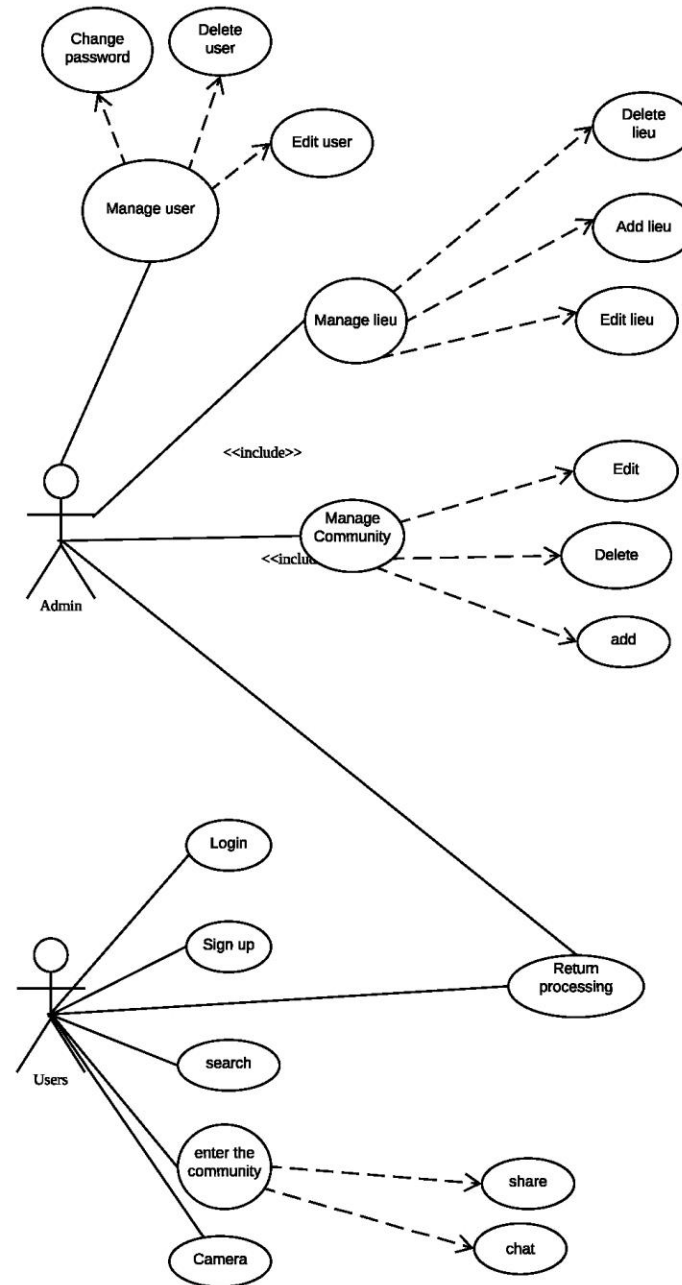 Change
password
Delete
user
Edit user
Manage user
Delete
lieu
Add lieu
Manage lieu
Edit lieu
<<include>>
Edit
Manage
Community
<<includ
Delete
Admin
add
Login
Sign up
Return
processing
search
Users
enter the
community
share
chat
Camera